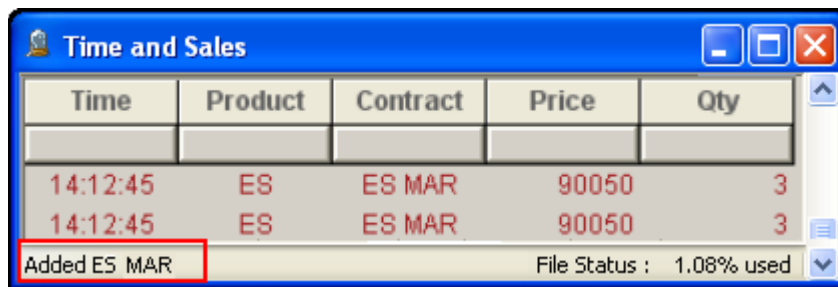 Time and Sales
Time Product Contract Price Qty
14:12:45 ES ES MAR 90050 3
14:12:45 ES ES MAR 90050 3
Added ES MAR File Status : 1.08% used